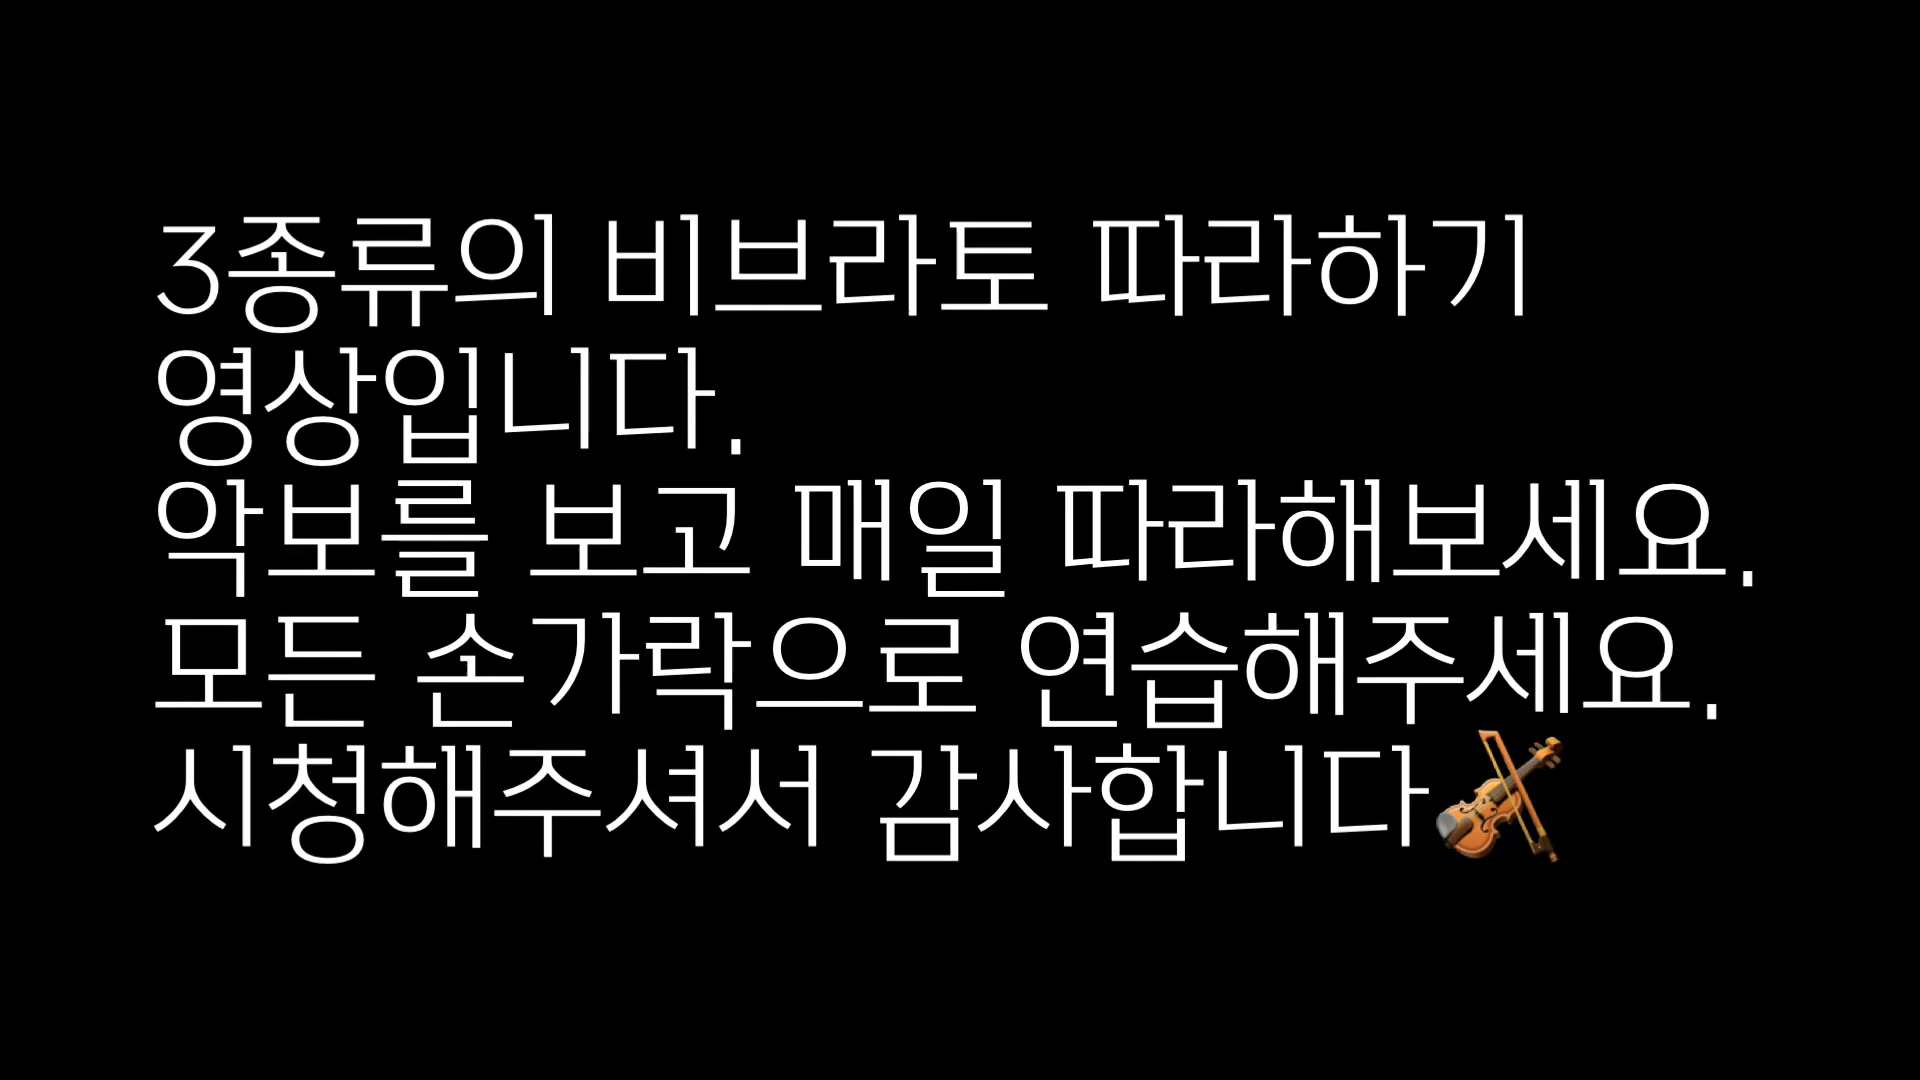 3종류의 비브라토 따라하기
영상입니다.
악보를 보고 매일 따라해보세요.
모든 손가락으로 연습해주세요.
시청해주셔서 감사합니다🎻